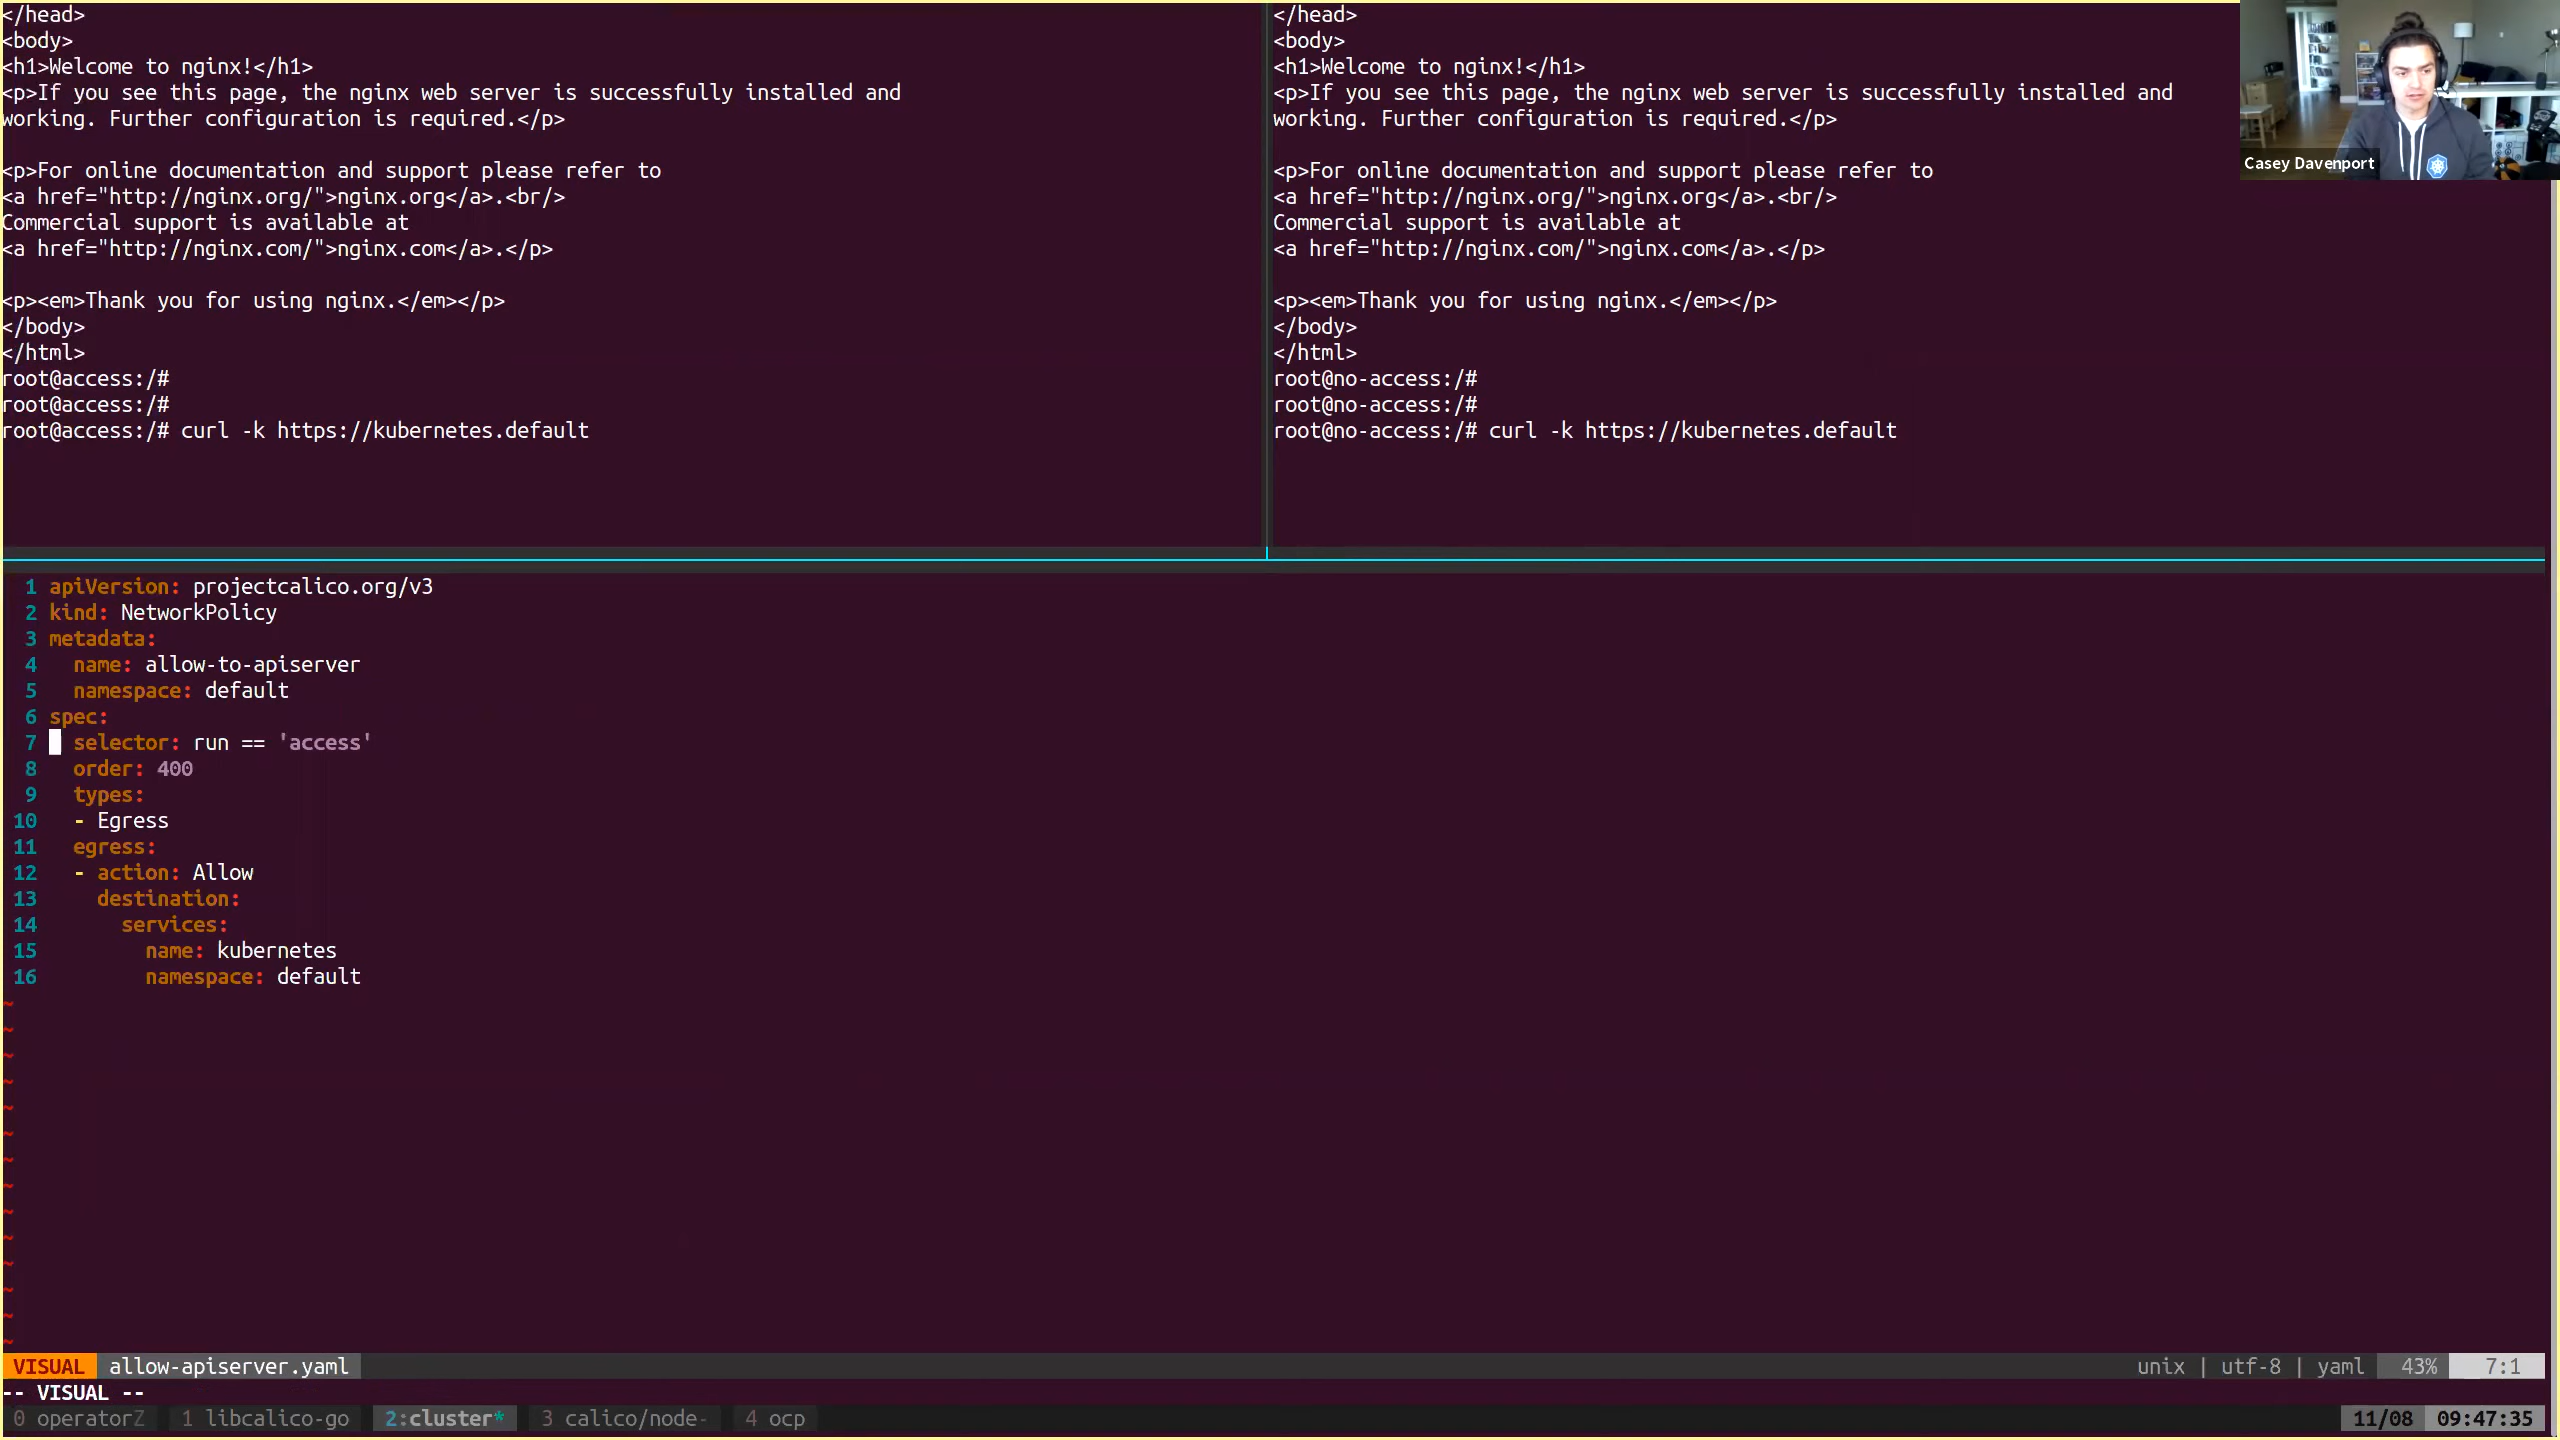 </head>
<body>
<h1>Welcome to nginx!</h1>
<p>If you see this page, the nginx web server is successfully installed and
working. Further configuration is required.</p>
<p>For online documentation and support please refer to
<a href="http://nginx.org/">nginx.org</a>.<br/>
Commercial support is available at
<a href="http://nginx.com/">nginx.com</a>.</p>
<p><em>Thank you for using nginx.</em></p>
</body>
</html>
root@access:/#
root@access:/#
root@access:/# curl -k https://kubernetes.default
</head>
<body>
<h1>Welcome to nginx!</h1>
<p>If you see this page, the nginx web server is successfully installed and
working. Further configuration is required.</p>
<p>For online documentation and support please refer to
<a href="http://nginx.org/">nginx.org</a>.<br/>
Commercial support is available at
<a href="http://nginx.com/">nginx.com</a>.</p>
<p><em>Thank you for using nginx.</em></p>
</body>
</html>
root@no-access:/#
root@no-access:/#
root@no-access:/# curl -k https://kubernetes.default
Casey Davenport
1 apiVersion: projectcalico.org/v3
2 kind: NetworkPolicy
3 metadata:
4   name: allow-to-apiserver
5   namespace: default
6 spec:
7   selector: run == 'access'
8   order: 400
9   types:
10   - Egress
11   egress:
12   - action: Allow
13     destination:
14       services:
15         name: kubernetes
16         namespace: default
~
~
~
~
~
~
~
~
~
~
~
~
~
~
VISUAL allow-apiserver.yaml unix | utf-8 | yaml 43% 7:1
-- VISUAL --
0 operatorZ 1 libcalico-go 2:cluster* 3 calico/node- 4 ocp 11/08 09:47:35